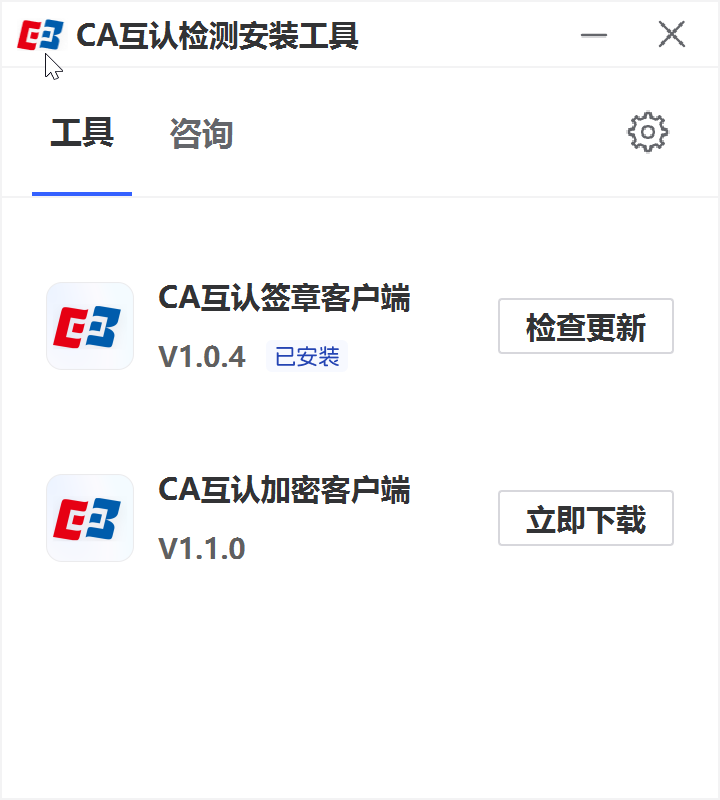 CA互认检测安装工具
工具 咨询
CA互认签章客户端
V1.0.4 已安装
检查更新
CA互认加密客户端
V1.1.0
立即下载